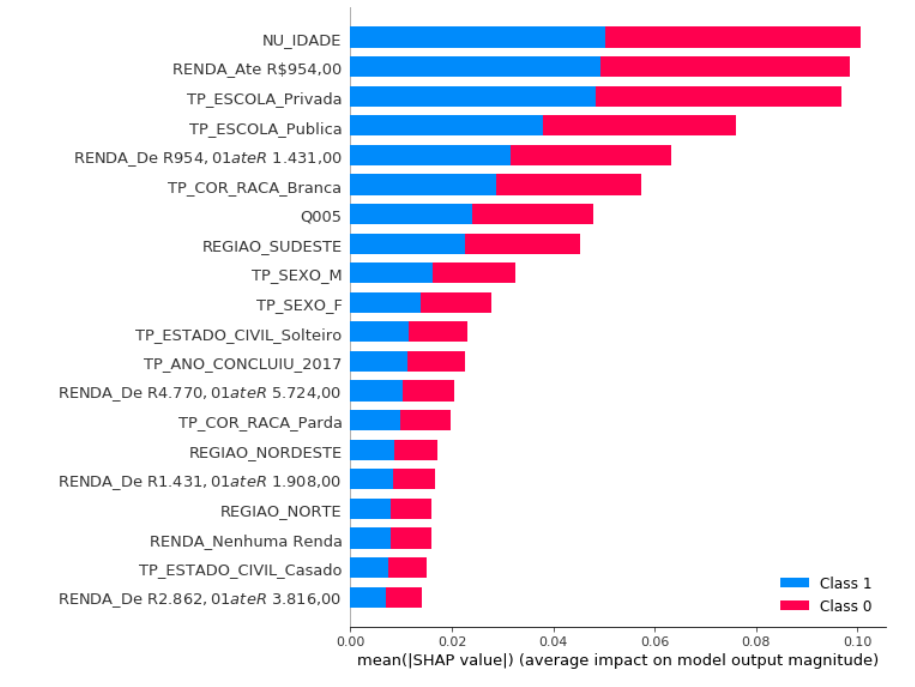 NU_IDADE
RENDA_Ate R$954,00
TP_ESCOLA_Privada
TP_ESCOLA_Publica
RENDA_De R954,01ateR 1.431,00
TP_COR_RACA_Branca
Q005
REGIAO_SUDESTE
TP_SEXO_M
TP_SEXO_F
TP_ESTADO_CIVIL_Solteiro
TP_ANO_CONCLUIU_2017
RENDA_De R4.770,01ateR 5.724,00
TP_COR_RACA_Parda
REGIAO_NORDESTE
RENDA_De R1.431,01ateR 1.908,00
REGIAO_NORTE
RENDA_Nenhuma Renda
TP_ESTADO_CIVIL_Casado
RENDA_De R2.862,01ateR 3.816,00
Class 1
Class 0
0.00 0.02 0.04 0.06 0.08 0.10
mean(|SHAP value|) (average impact on model output magnitude)